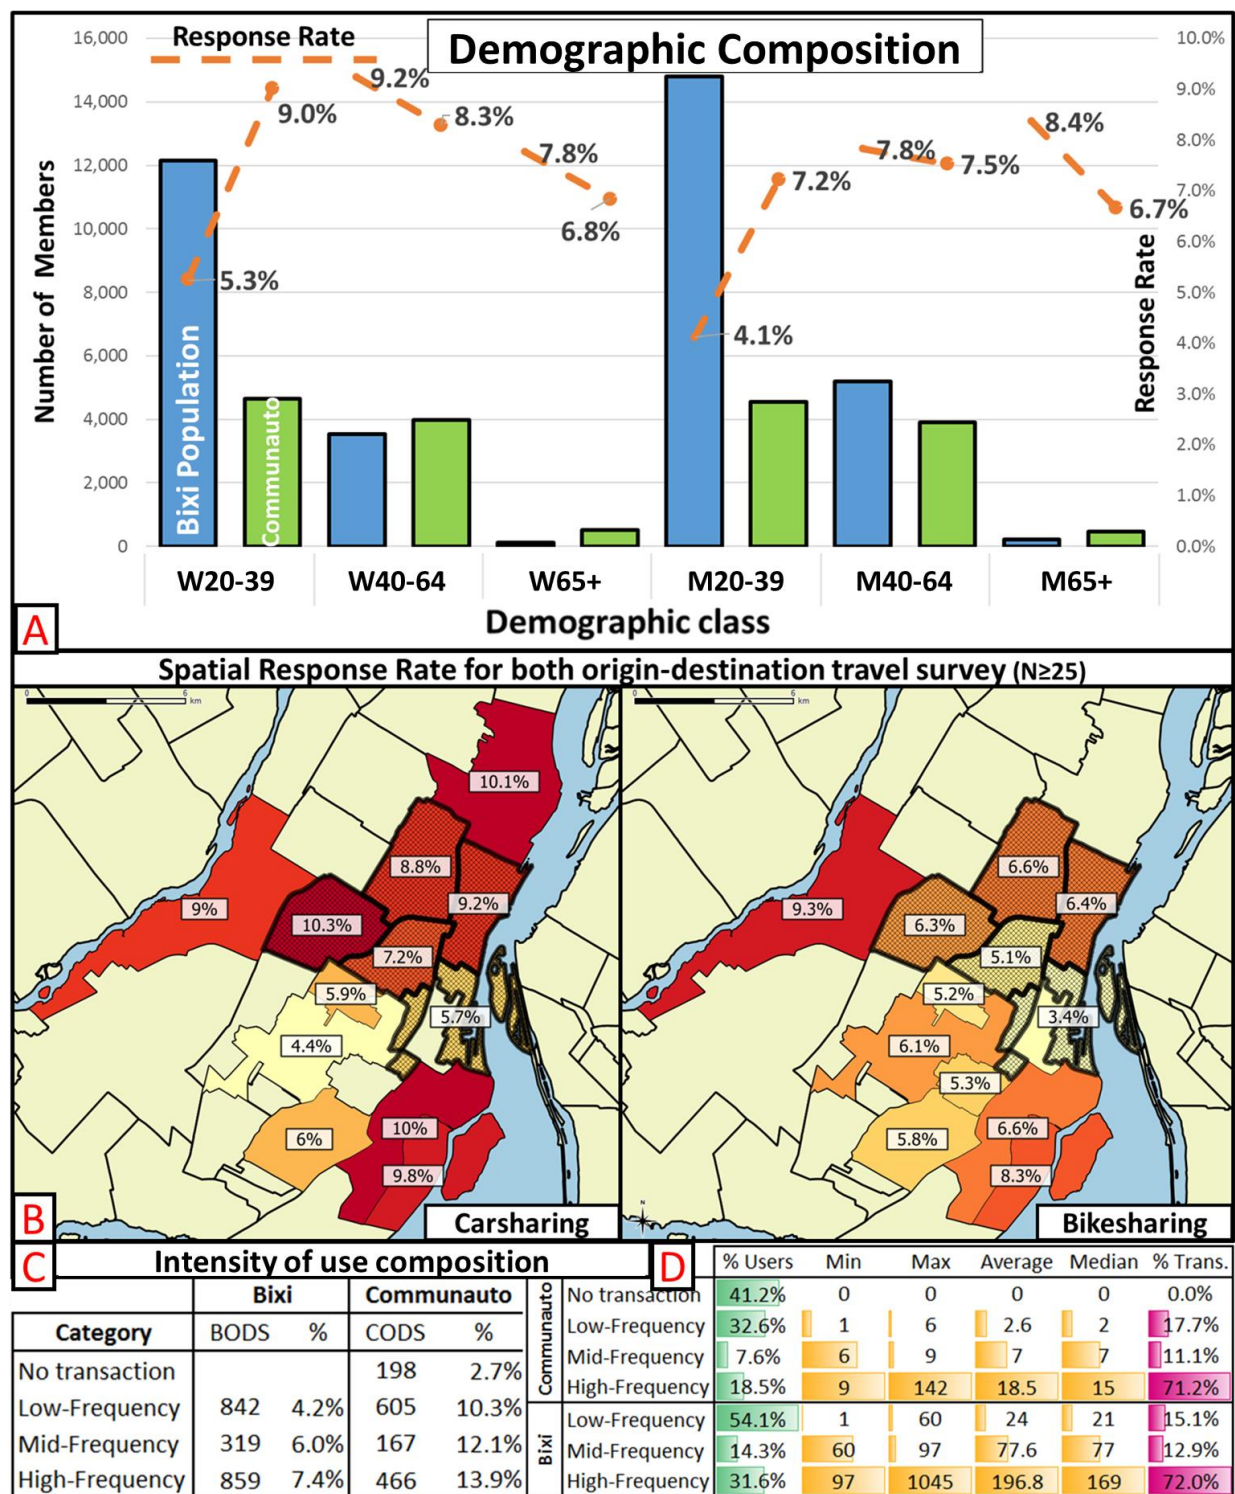 Demographic Composition
Response Rate
16,000
14,000
12,000
10,000
8,000
6,000
4,000
2,000
0
Number of Members
10.0%
9.0%
8.0%
7.0%
6.0%
5.0%
4.0%
3.0%
2.0%
1.0%
0.0%
Response Rate
5.3%
9.0%
9.2%
8.3%
7.8%
6.8%
4.1%
7.2%
7.8%
7.5%
8.4%
6.7%
Bixi Population
Communauto
W20-39 W40-64 W65+ M20-39 M40-64 M65+
Demographic class
A
Spatial Response Rate for both origin-destination travel survey (N≥25)
0 6
km
10.1%
8.8%
9.2%
9%
10.3%
7.2%
5.9%
5.7%
4.4%
6%
10%
9.8%
B
Carsharing
0 6
km
6.6%
6.4%
9.3%
6.3%
5.1%
5.2%
3.4%
6.1%
5.3%
5.8%
6.6%
8.3%
N
Bikesharing
C
Intensity of use composition
Bixi Communauto
Category BODS % CODS %
No transaction 198 2.7%
Low-Frequency 842 4.2% 605 10.3%
Mid-Frequency 319 6.0% 167 12.1%
High-Frequency 859 7.4% 466 13.9%
D
% Users Min Max Average Median % Trans.
Communauto
No transaction 41.2% 0 0 0 0 0.0%
Low-Frequency 32.6% 1 6 2.6 2 17.7%
Mid-Frequency 7.6% 6 9 7 7 11.1%
High-Frequency 18.5% 9 142 18.5 15 71.2%
Bixi
Low-Frequency 54.1% 1 60 24 21 15.1%
Mid-Frequency 14.3% 60 97 77.6 77 12.9%
High-Frequency 31.6% 97 1045 196.8 169 72.0%